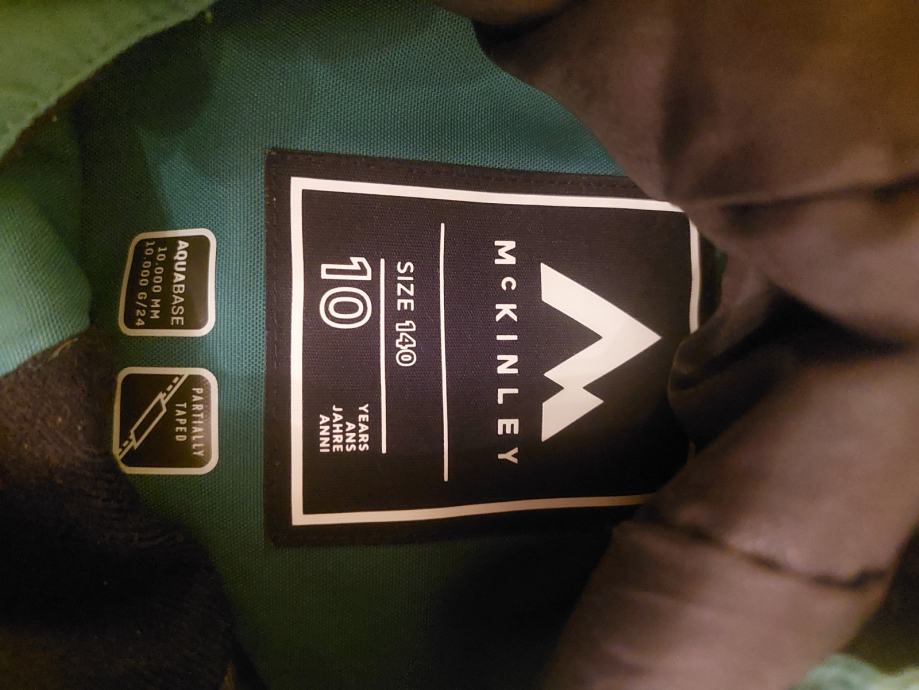 McKINLEY
SIZE 140
10
YEARS
ANS
JAHRE
ANNI
AQUABASE
10.000 MM
10.000 G/24
PARTIALLY
TAPED